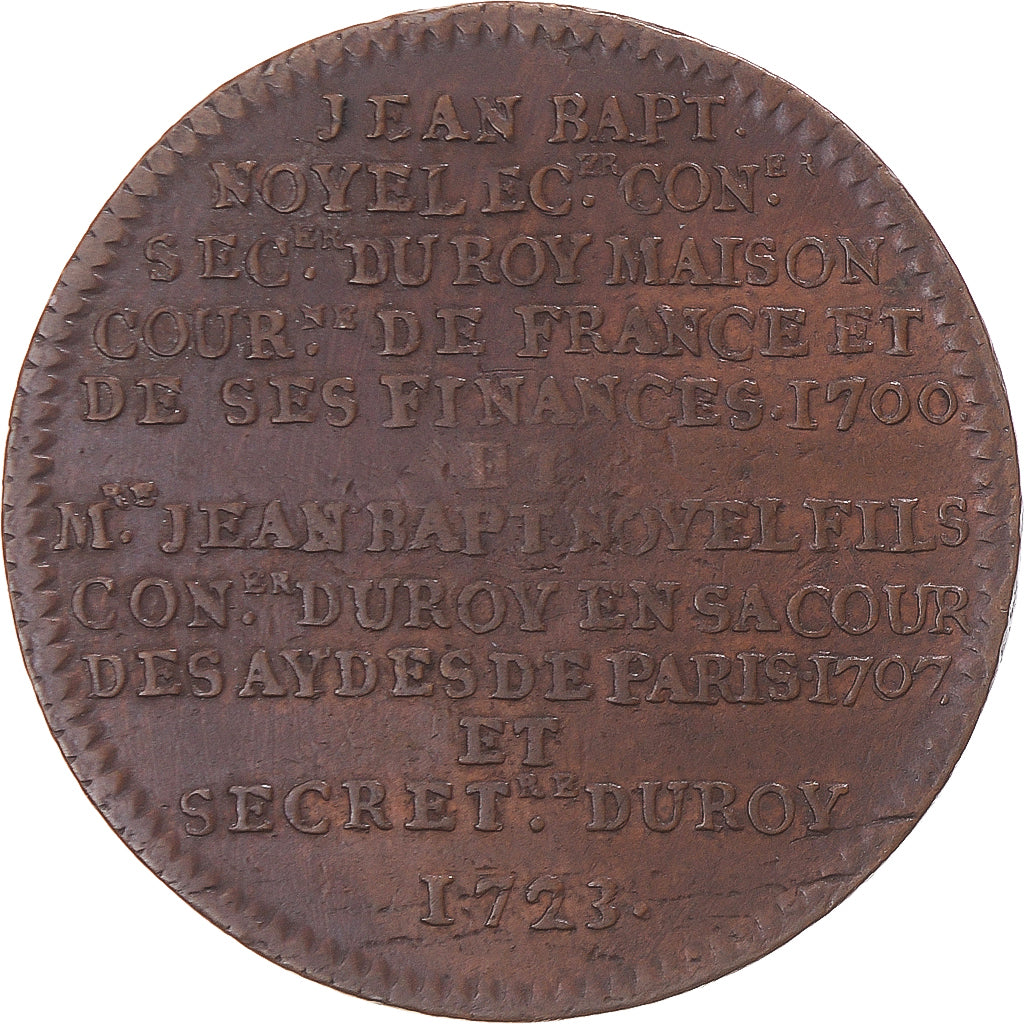 JEAN BAPT.
NOYEL EC.ER CON.ER
SEC.ER DU ROY MAISON
COUR.NE DE FRANCE ET
DE SES FINANCES.1700
ET
M.RE JEAN BAPT. NOYEL FILS
CON.ER DU ROY EN SA COUR
DES AYDES DE PARIS.1707.
ET
SECRET.RE DU ROY
1723.